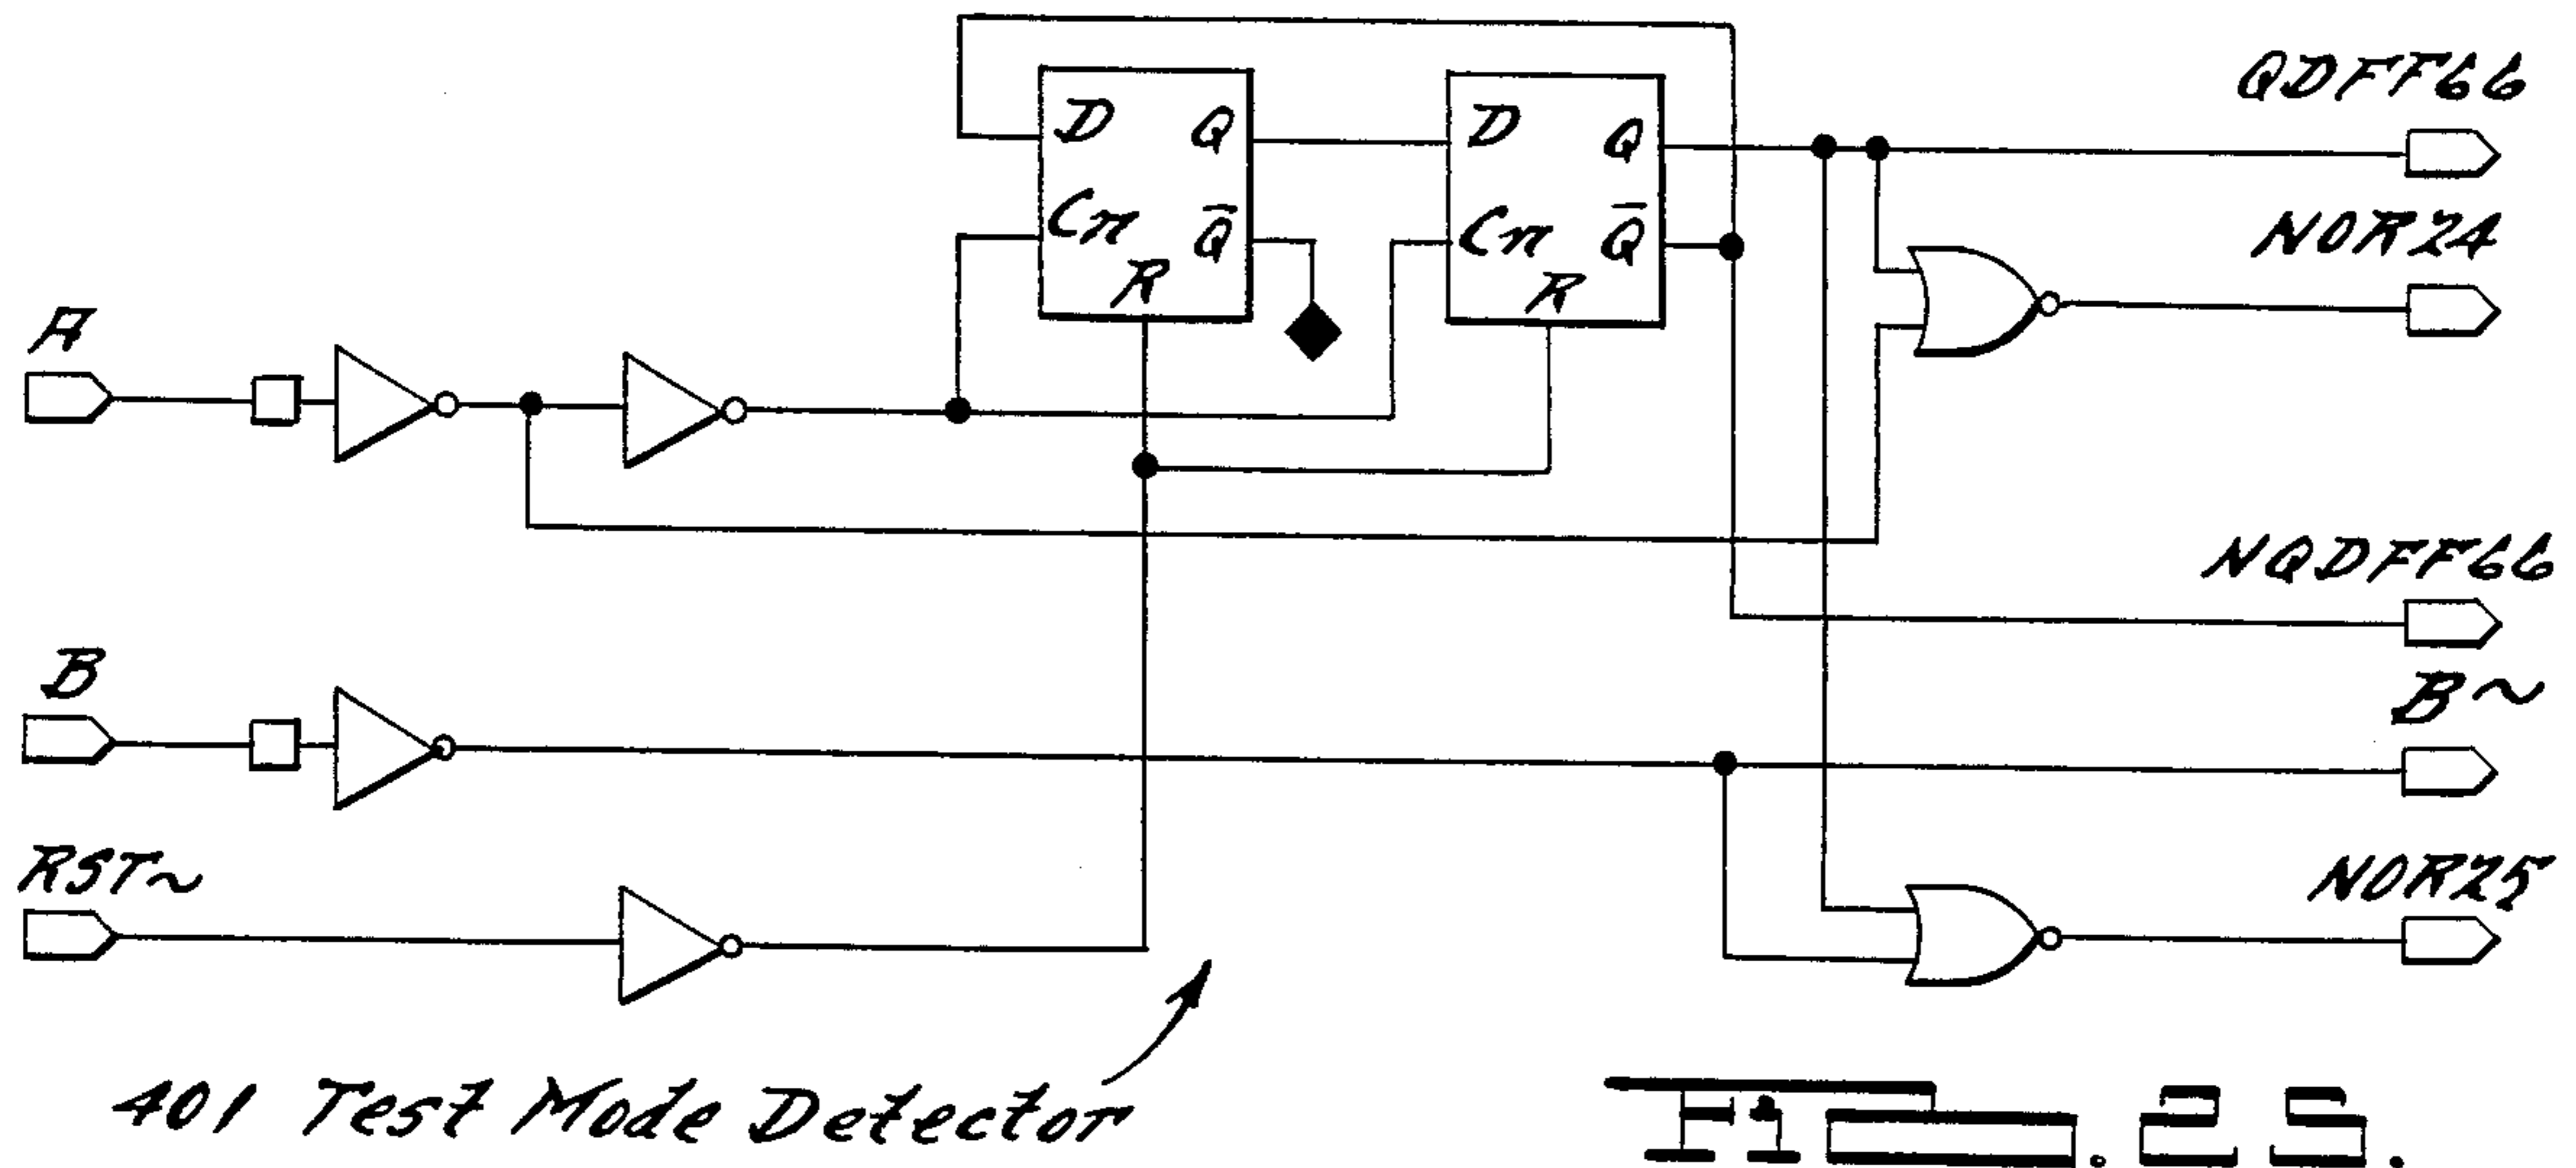 QDFF66
D Q
D Q
NOR24
Cn Q̅
Cn Q̅
R
R
A
NQDFF66
B
B~
RST~
NOR25
401 Test Mode Detector
Fig. 25.